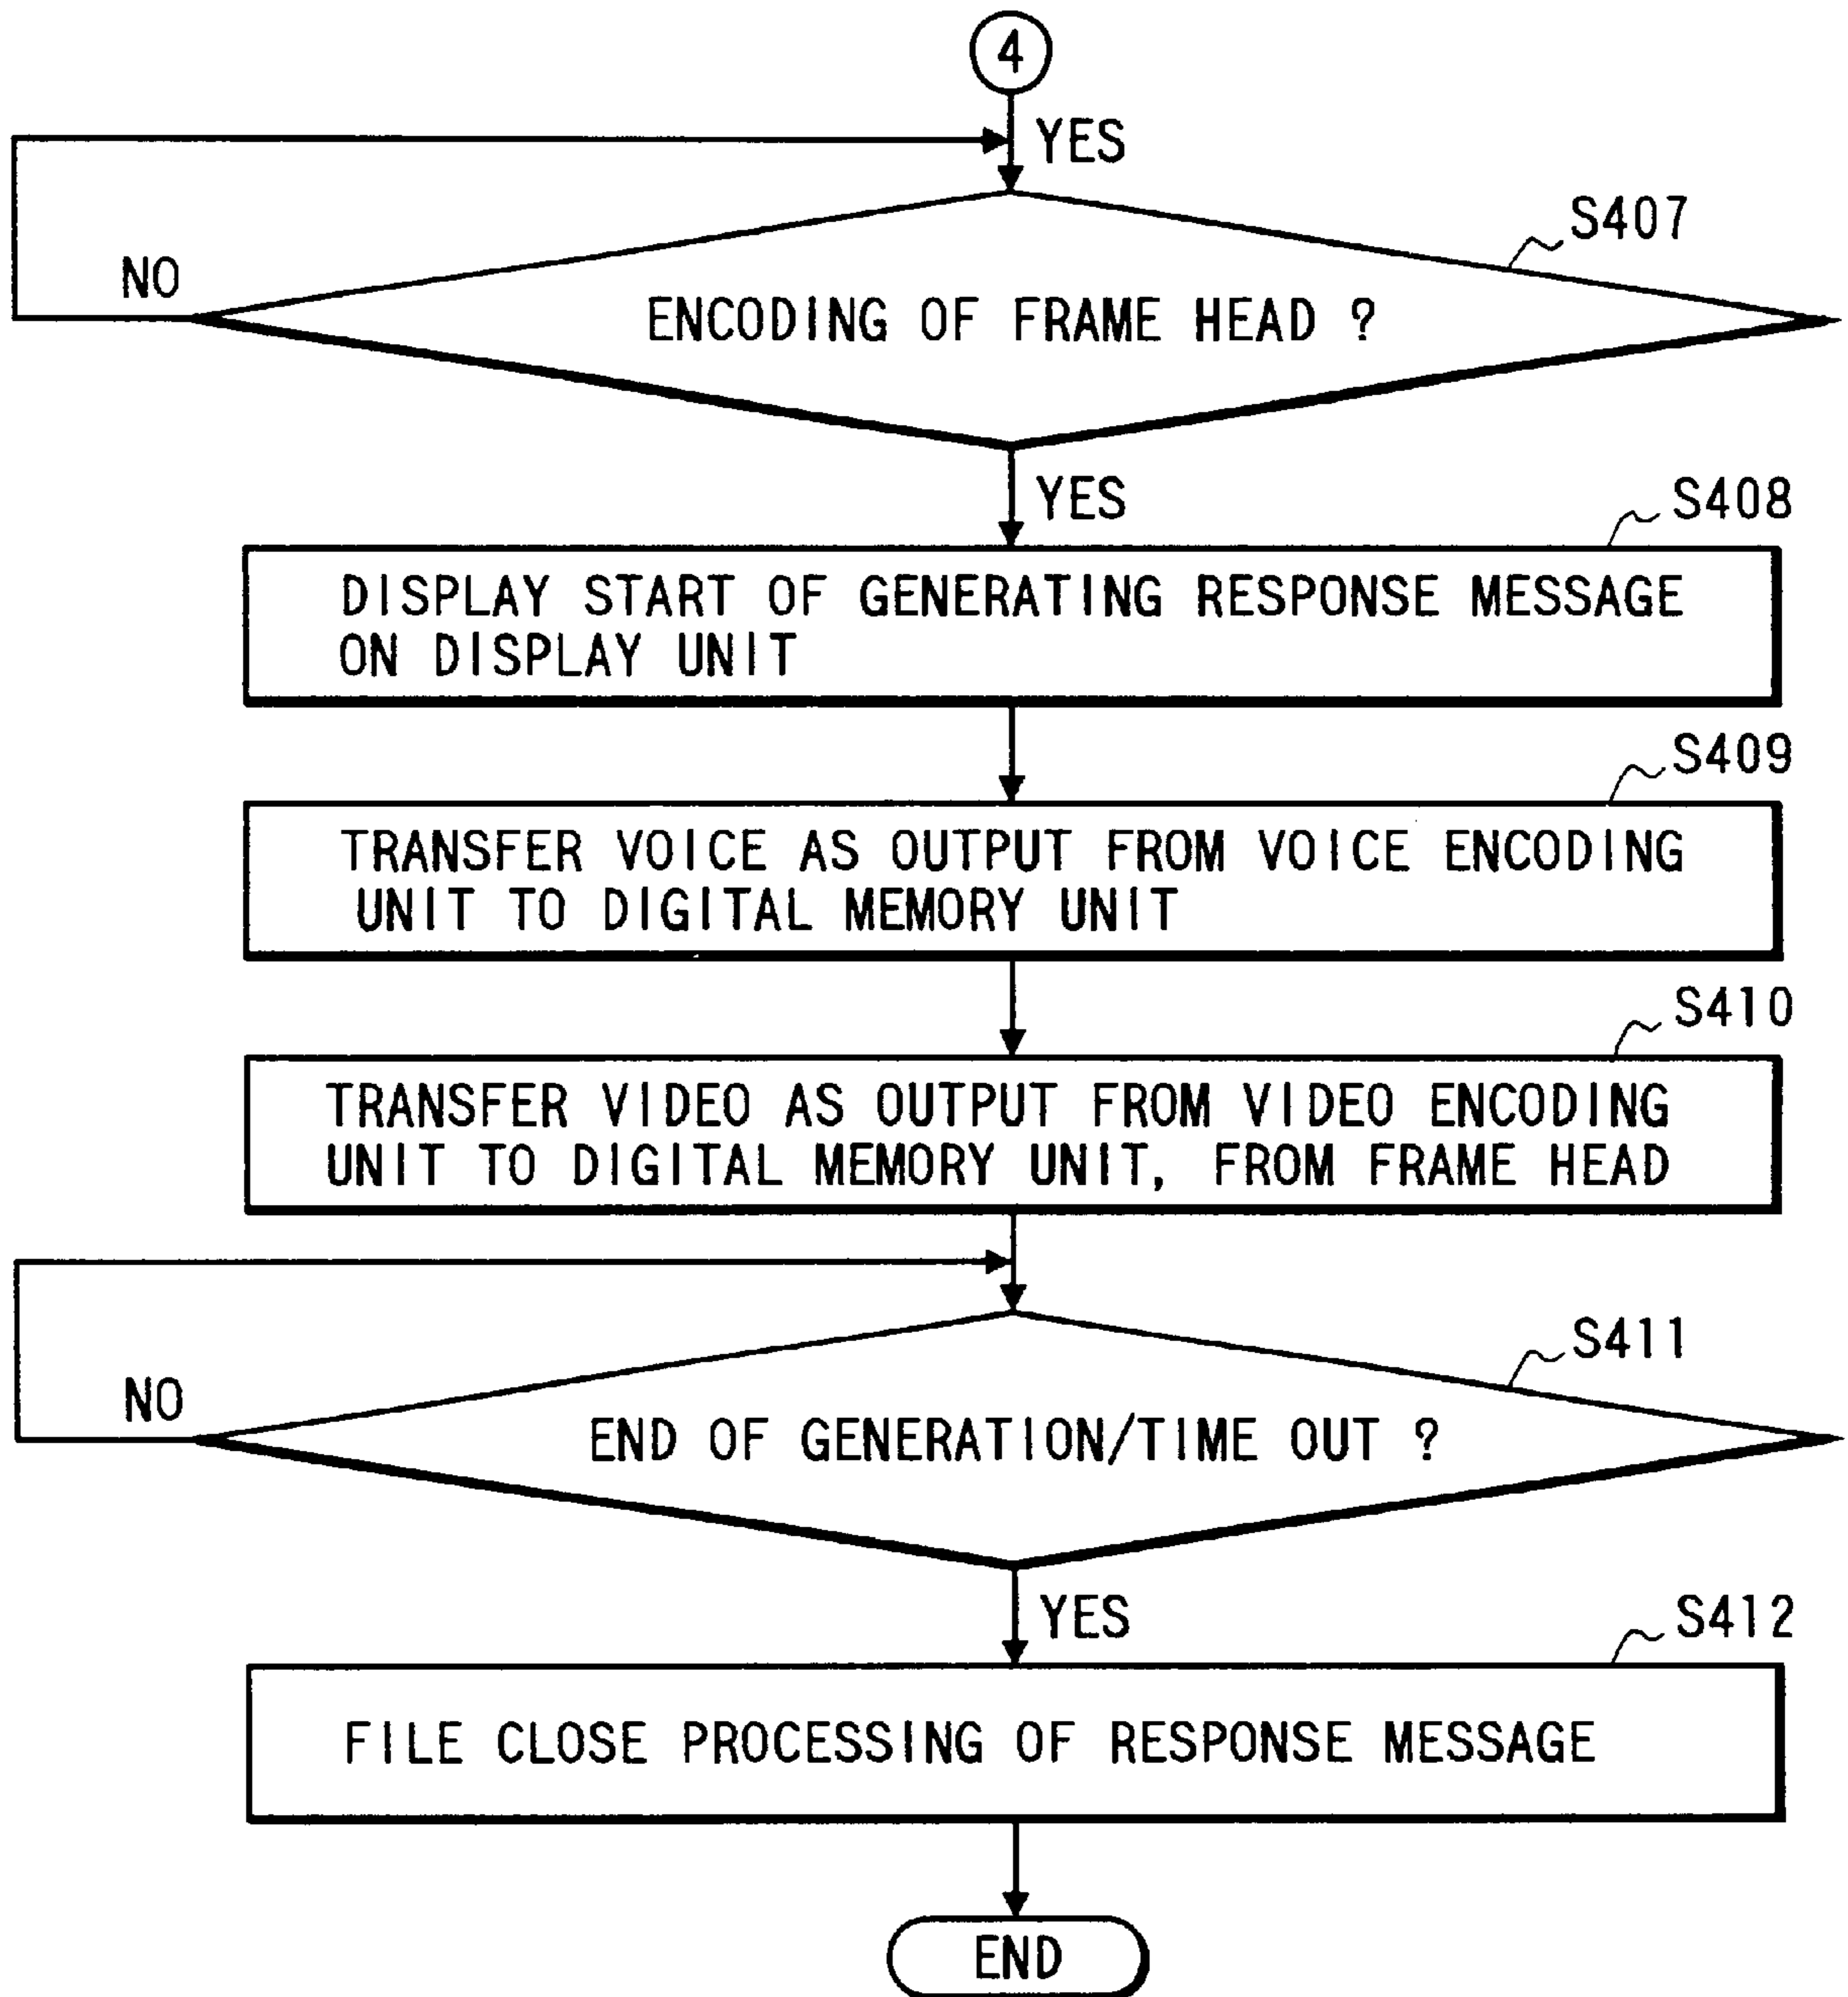 4
YES
S407
NO
ENCODING OF FRAME HEAD ?
YES
S408
DISPLAY START OF GENERATING RESPONSE MESSAGE
ON DISPLAY UNIT
S409
TRANSFER VOICE AS OUTPUT FROM VOICE ENCODING
UNIT TO DIGITAL MEMORY UNIT
S410
TRANSFER VIDEO AS OUTPUT FROM VIDEO ENCODING
UNIT TO DIGITAL MEMORY UNIT, FROM FRAME HEAD
S411
NO
END OF GENERATION/TIME OUT ?
YES
S412
FILE CLOSE PROCESSING OF RESPONSE MESSAGE
END